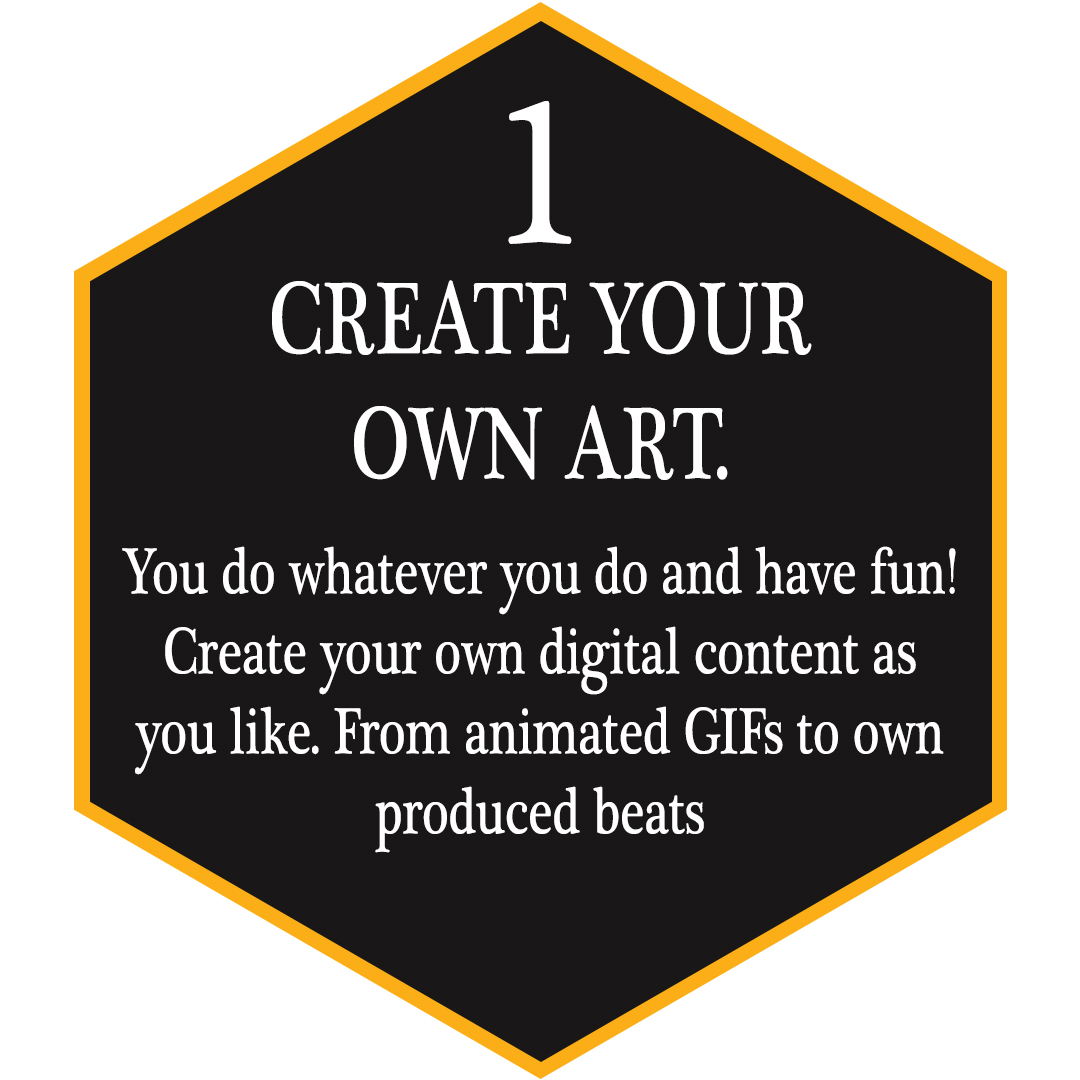 1
CREATE YOUR
OWN ART.
You do whatever you do and have fun!
Create your own digital content as
you like. From animated GIFs to own
produced beats